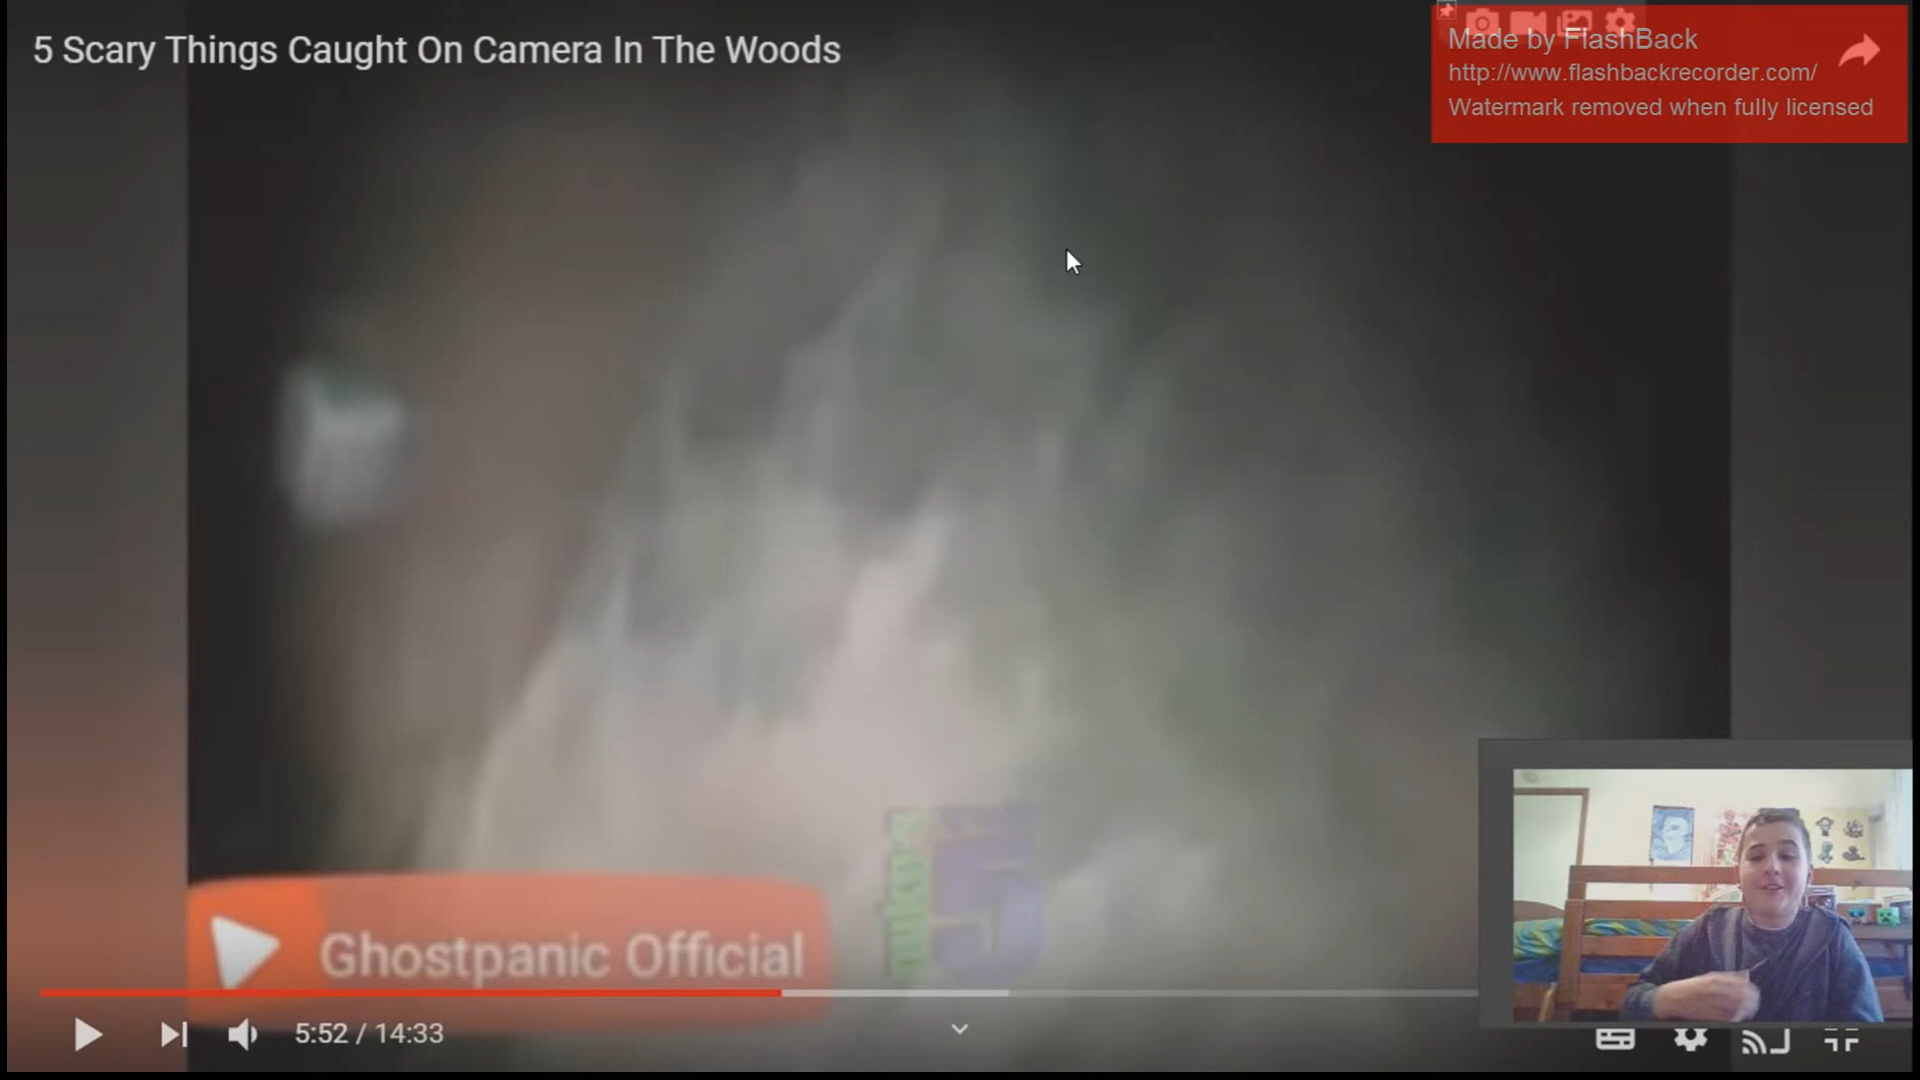 5 Scary Things Caught On Camera In The Woods
Made by FlashBack
http://www.flashbackrecorder.com/
Watermark removed when fully licensed
Ghostpanic Official
5
5:52 / 14:33